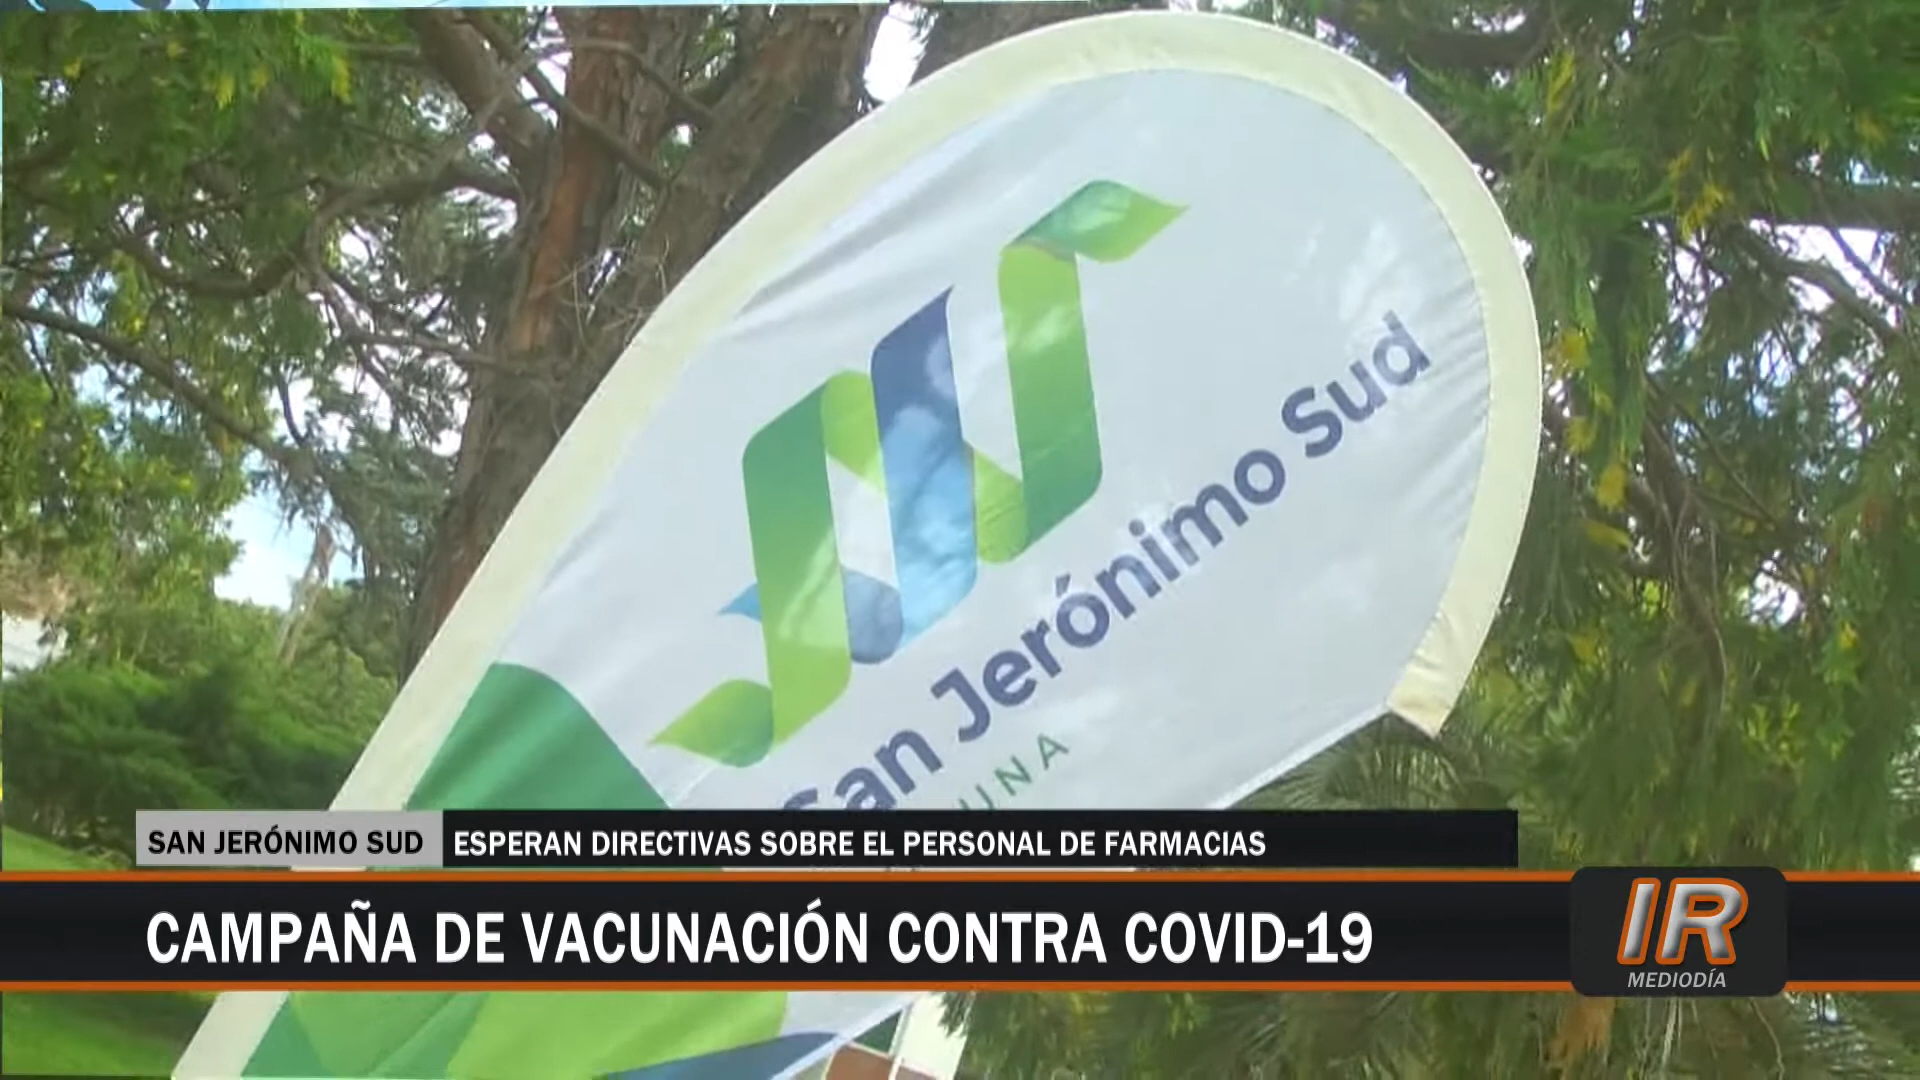 San Jerónimo Sud
SAN JERÓNIMO SUD
ESPERAN DIRECTIVAS SOBRE EL PERSONAL DE FARMACIAS
CAMPAÑA DE VACUNACIÓN CONTRA COVID-19
IR
MEDIODÍA